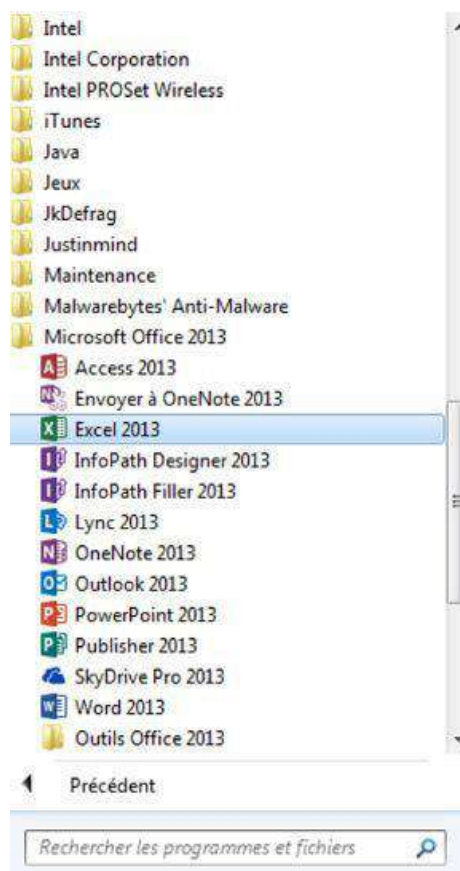 Intel
Intel Corporation
Intel PROSet Wireless
iTunes
Java
Jeux
JkDefrag
Justinmind
Maintenance
Malwarebytes' Anti-Malware
Microsoft Office 2013
Access 2013
Envoyer à OneNote 2013
Excel 2013
InfoPath Designer 2013
InfoPath Filler 2013
Lync 2013
OneNote 2013
Outlook 2013
PowerPoint 2013
Publisher 2013
SkyDrive Pro 2013
Word 2013
Outils Office 2013
Précédent
Rechercher les programmes et fichiers